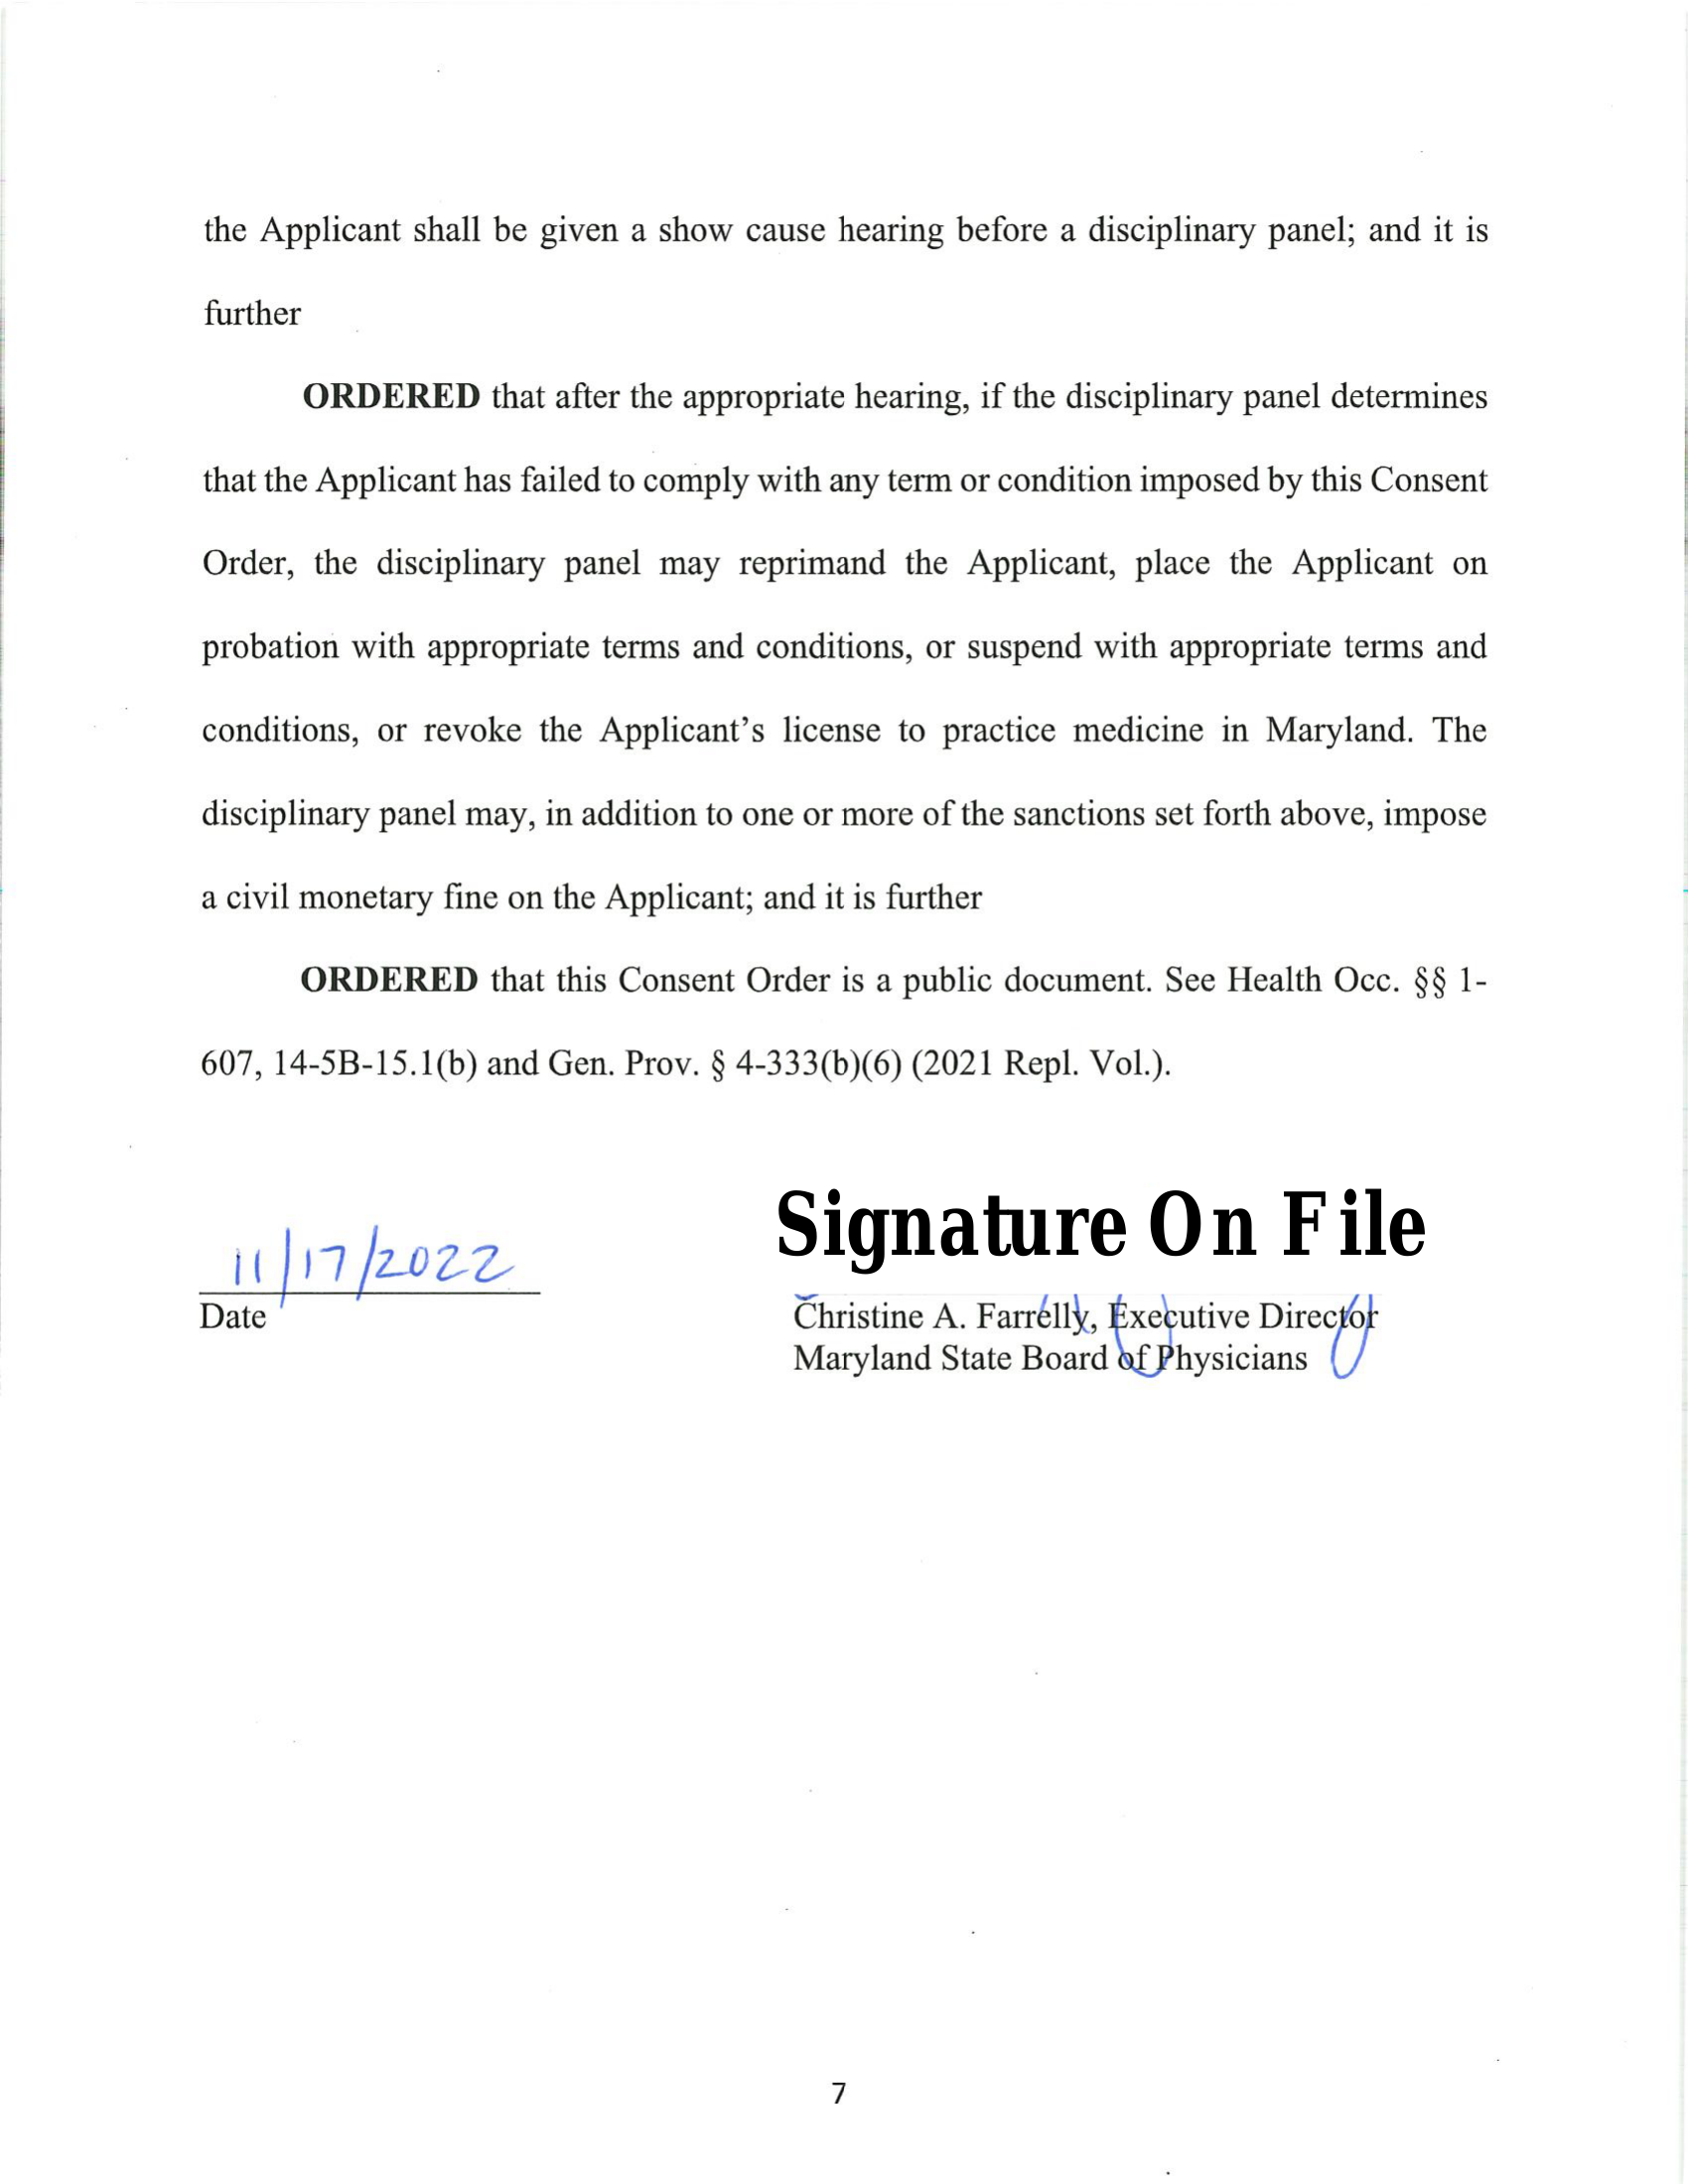 the Applicant shall be given a show cause hearing before a disciplinary panel; and it is
further
ORDERED that after the appropriate hearing, if the disciplinary panel determines
that the Applicant has failed to comply with any term or condition imposed by this Consent
Order, the disciplinary panel may reprimand the Applicant, place the Applicant on
probation with appropriate terms and conditions, or suspend with appropriate terms and
conditions, or revoke the Applicant's license to practice medicine in Maryland. The
disciplinary panel may, in addition to one or more of the sanctions set forth above, impose
a civil monetary fine on the Applicant; and it is further
ORDERED that this Consent Order is a public document. See Health Occ. §§ 1-
607, 14-5B-15.1(b) and Gen. Prov. § 4-333(b)(6) (2021 Repl. Vol.).
11/17/2022
Date
Signature On File
Christine A. Farrelly, Executive Director
Maryland State Board of Physicians
7